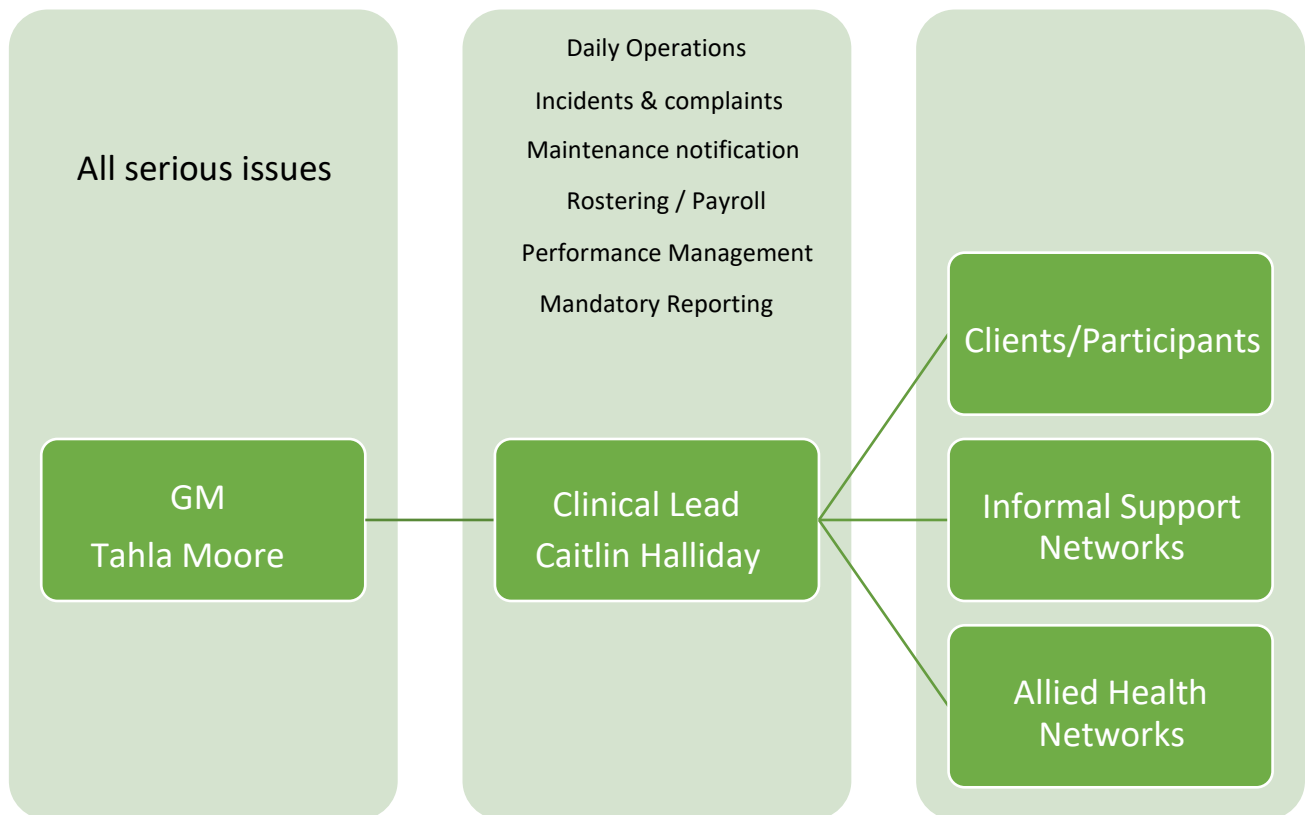 All serious issues
GM
Tahla Moore
Daily Operations
Incidents & complaints
Maintenance notification
Rostering / Payroll
Performance Management
Mandatory Reporting
Clinical Lead
Caitlin Halliday
Clients/Participants
Informal Support
Networks
Allied Health
Networks